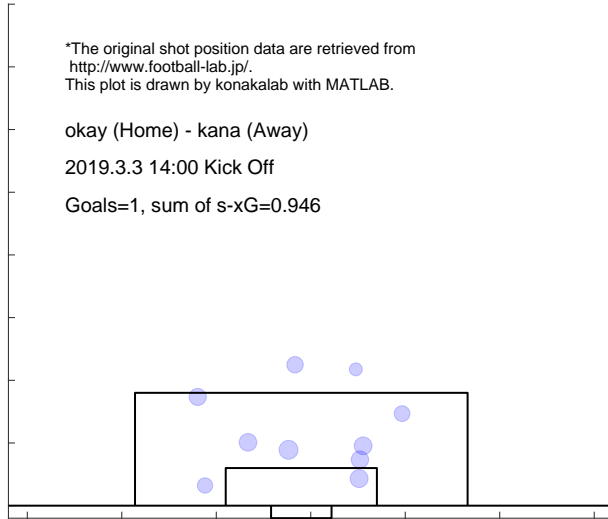 *The original shot position data are retrieved from
http://www.football-lab.jp/.
This plot is drawn by konakalab with MATLAB.
okay (Home) - kana (Away)
2019.3.3 14:00 Kick Off
Goals=1, sum of s-xG=0.946